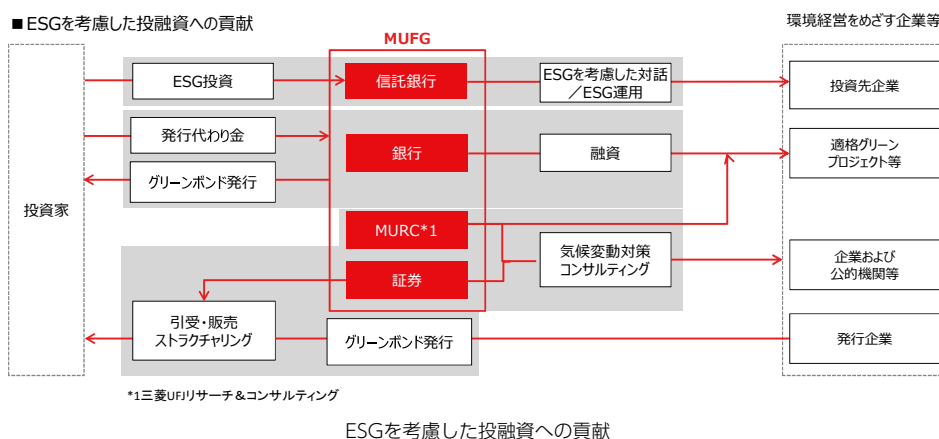 ■ESGを考慮した投融資への貢献
環境経営をめざす企業等
MUFG
ESG投資
信託銀行
ESGを考慮した対話
／ESG運用
投資先企業
発行代わり金
銀行
融資
適格グリーン
プロジェクト等
グリーンボンド発行
投資家
MURC*1
気候変動対策
コンサルティング
企業および
公的機関等
証券
引受・販売
ストラクチャリング
グリーンボンド発行
発行企業
*1三菱UFJリサーチ＆コンサルティング
ESGを考慮した投融資への貢献